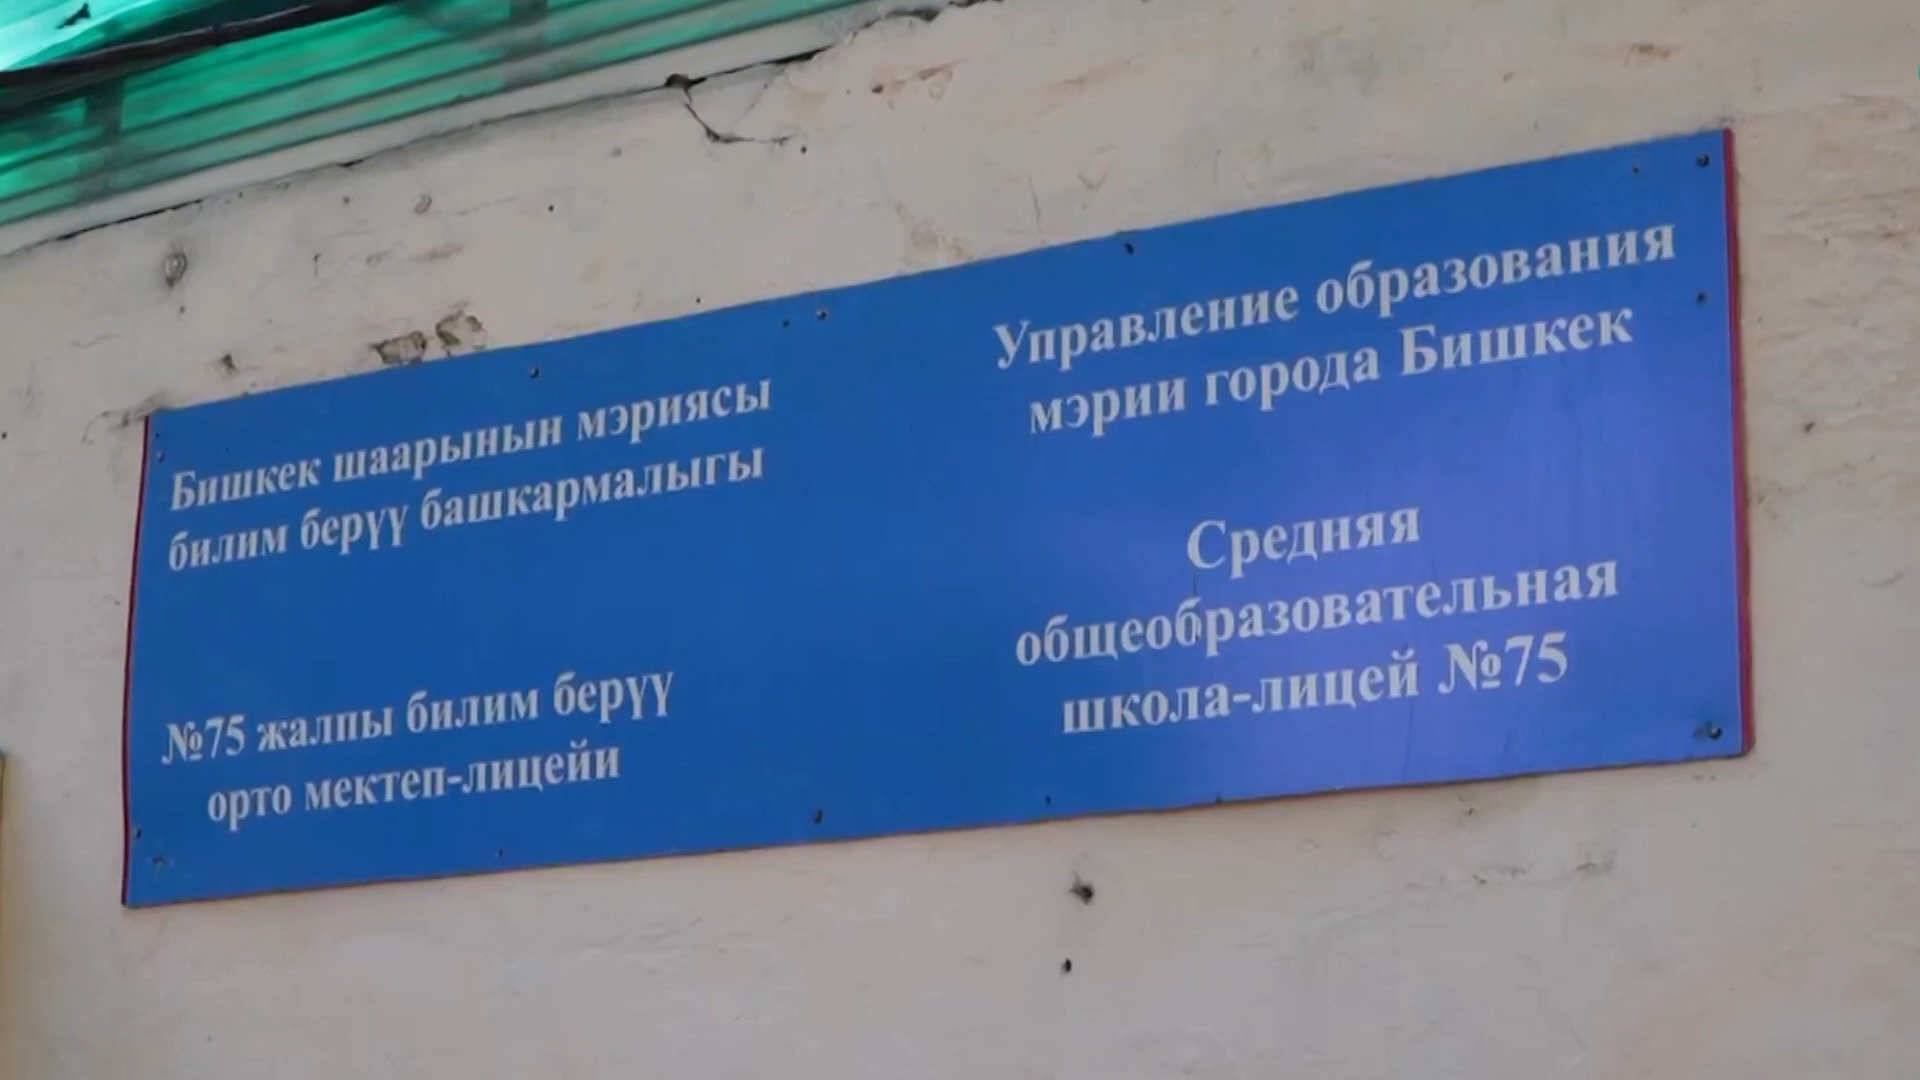 Бишкек шаарынын мэриясы
билим берүү башкармалыгы
№75 жалпы билим берүү
орто мектеп-лицейи
Управление образования
мэрии города Бишкек
Средняя
общеобразовательная
школа-лицей №75